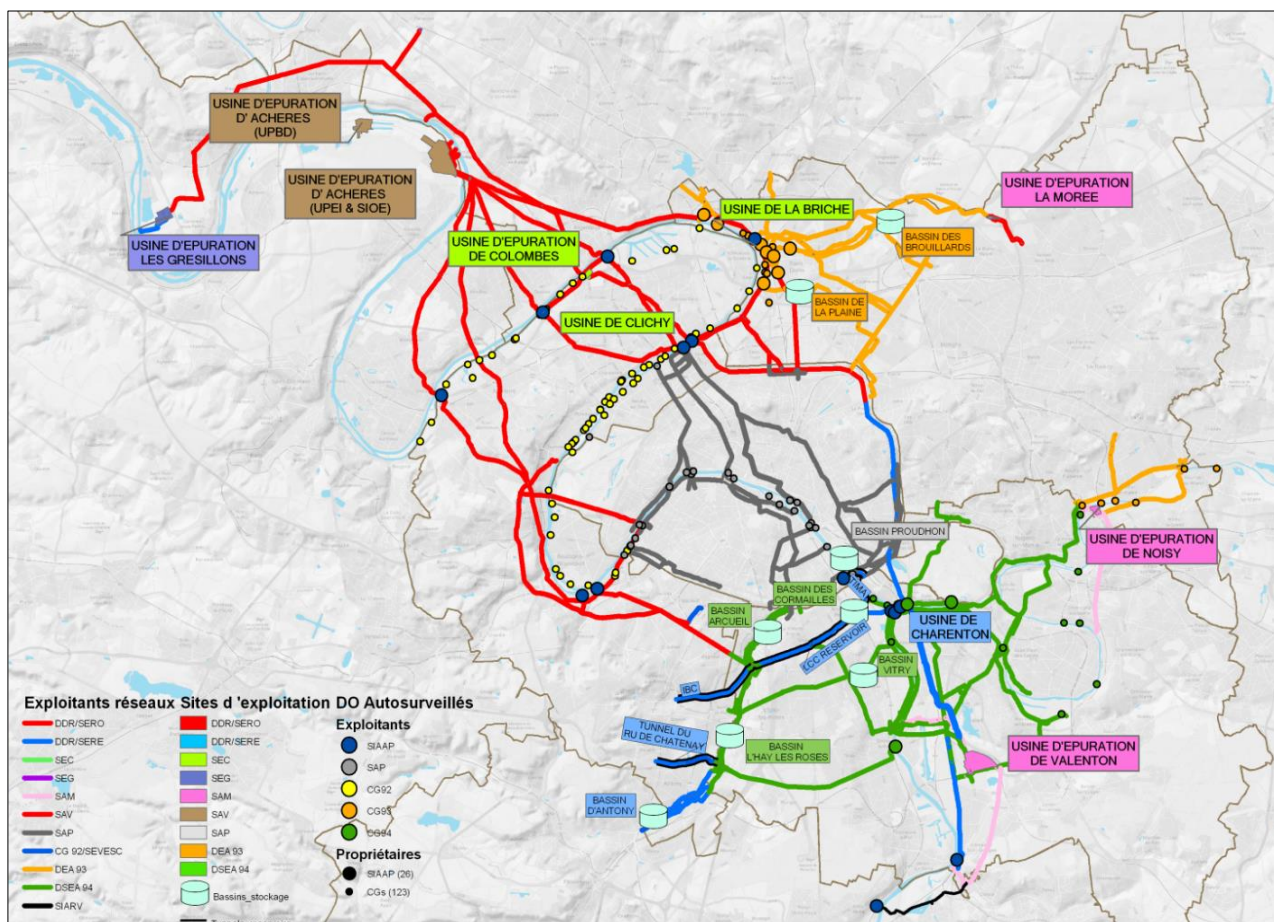 USINE D'EPURATION
D' ACHERES
(UPBD)
USINE D'EPURATION
D' ACHERES
(UPEI & SIOE)
USINE D'EPURATION
LES GRESILLONS
USINE D'EPURATION
DE COLOMBES
USINE DE LA BRICHE
USINE D'EPURATION
LA MOREE
BASSIN DES
BROUILLARDS
BASSIN DE
LA PLAINE
USINE DE CLICHY
BASSIN PROUDHON
USINE D'EPURATION
DE NOISY
BASSIN DES
CORMAILLES
TIMA
BASSIN
ARCUEIL
LCC RESERVOIR
USINE DE
CHARENTON
BASSIN
VITRY
IBC
TUNNEL DU
RU DE CHATENAY
BASSIN
L'HAY LES ROSES
USINE D'EPURATION
DE VALENTON
BASSIN
D'ANTONY
Exploitants réseaux
DDR/SERO
DDR/SERE
SEC
SEG
SAM
SAV
SAP
CG 92/SEVESC
DEA 93
DSEA 94
SIARV
Sites d 'exploitation
DDR/SERO
DDR/SERE
SEC
SEG
SAM
SAV
SAP
DEA 93
DSEA 94
Bassins_stockage
DO Autosurveillés
Exploitants
SIAAP
SAP
CG92
CG93
CG94
Propriétaires
SIAAP (26)
CGs (123)